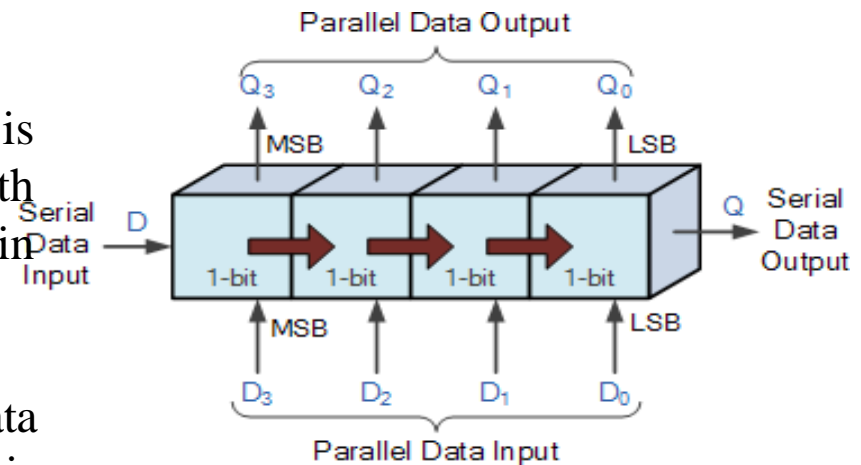 Parallel Data Output
Q3 Q2 Q1 Q0
is
MSB LSB
th
Serial D Q Serial
Data in Data
Input Output
1-bit 1-bit 1-bit 1-bit
MSB LSB
D3 D2 D1 D0
Parallel Data Input